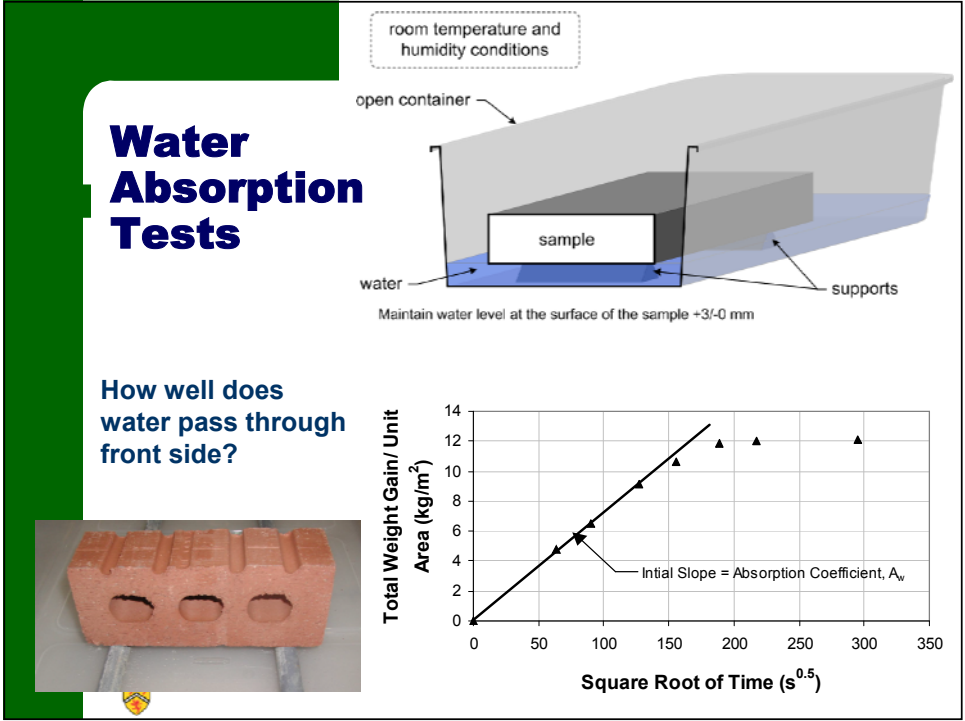 room temperature and
humidity conditions
open container
Water
Absorption
Tests
sample
water
supports
Maintain water level at the surface of the sample +3/-0 mm
How well does
water pass through
front side?
Total Weight Gain/ Unit
Area (kg/m²)
14
12
10
8
6
4
2
0
Intial Slope = Absorption Coefficient, Aw
0 50 100 150 200 250 300 350
Square Root of Time (s^0.5)